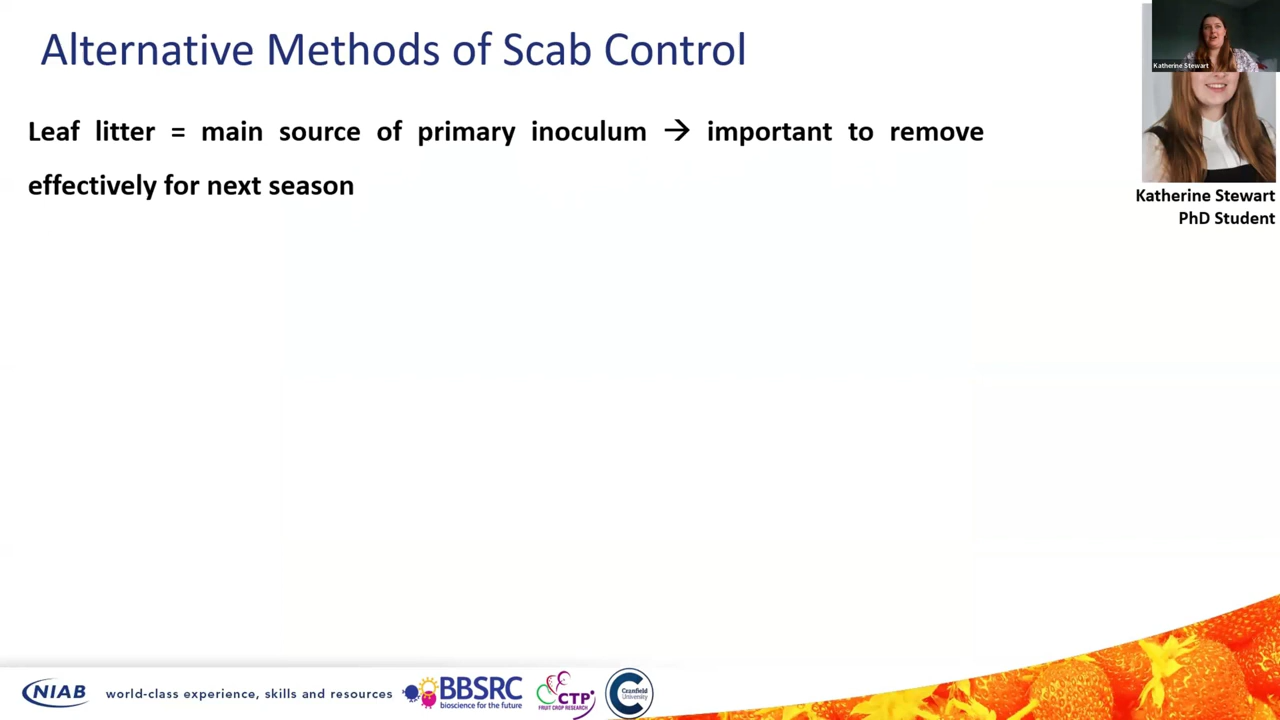 Alternative Methods of Scab Control
Katherine Stewart
Leaf litter = main source of primary inoculum → important to remove
effectively for next season
Katherine Stewart
PhD Student
NIAB
world-class experience, skills and resources
BBSRC
bioscience for the future
CTP
FRUIT CROP RESEARCH
Cranfield
University